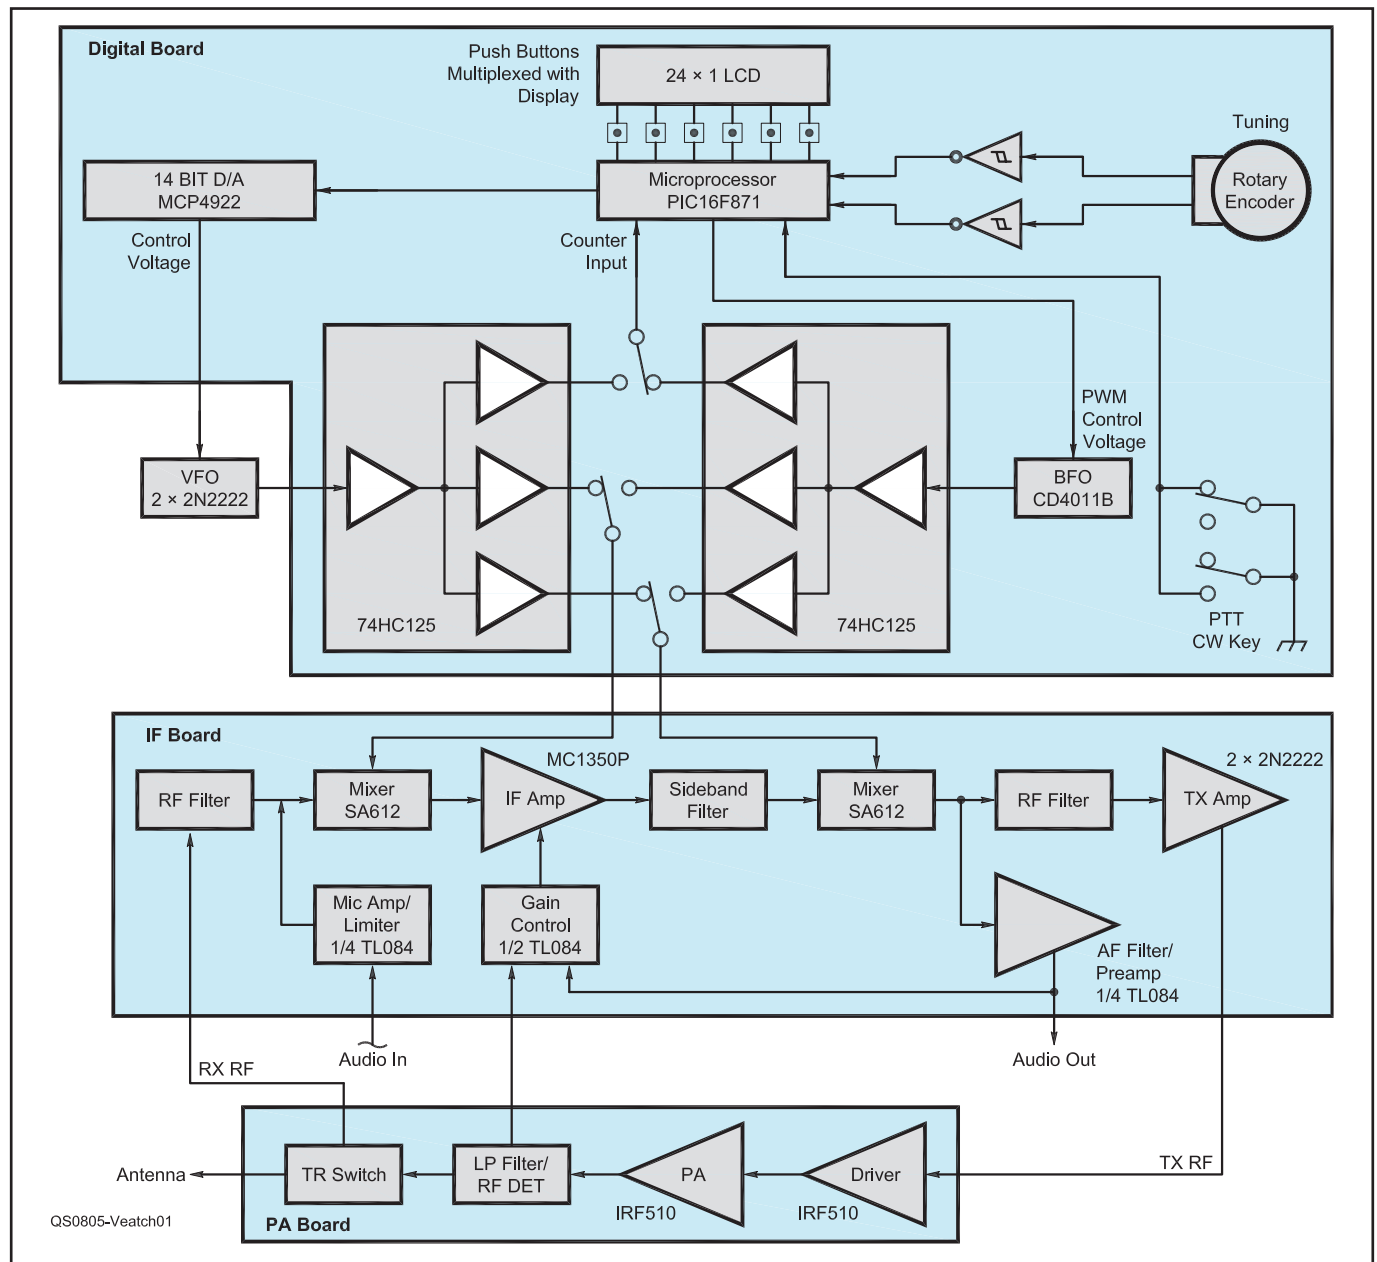 Digital Board
Push Buttons
Multiplexed with
Display
24 × 1 LCD
Tuning
14 BIT D/A
MCP4922
Microprocessor
PIC16F871
Rotary
Encoder
Control
Voltage
Counter
Input
PWM
Control
Voltage
VFO
2 × 2N2222
BFO
CD4011B
74HC125
74HC125
PTT
CW Key
IF Board
MC1350P
2 × 2N2222
RF Filter
Mixer
SA612
IF Amp
Sideband
Filter
Mixer
SA612
RF Filter
TX Amp
Mic Amp/
Limiter
1/4 TL084
Gain
Control
1/2 TL084
AF Filter/
Preamp
1/4 TL084
Audio In
Audio Out
RX RF
Antenna
TR Switch
LP Filter/
RF DET
PA
IRF510
Driver
IRF510
TX RF
PA Board
QS0805-Veatch01